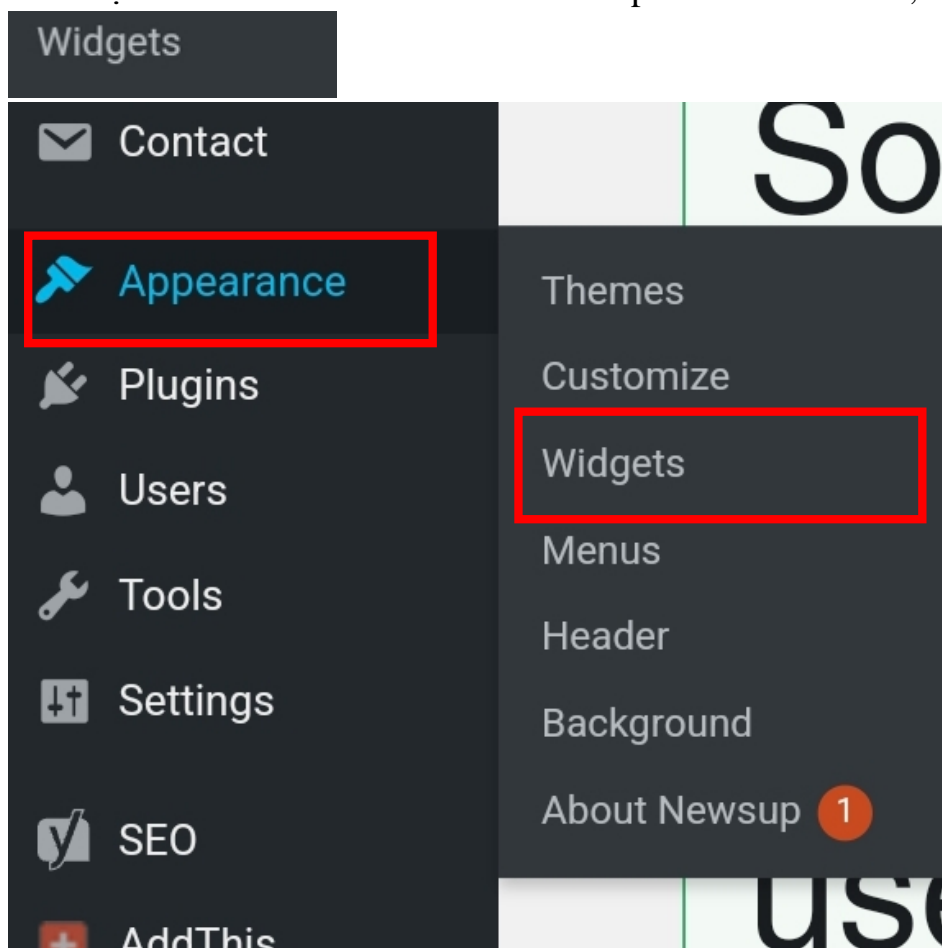 Widgets
Contact
So
Appearance
Themes
Customize
Plugins
Widgets
Users
Menus
Tools
Header
Settings
Background
About Newsup 1
SEO
use
AddThis